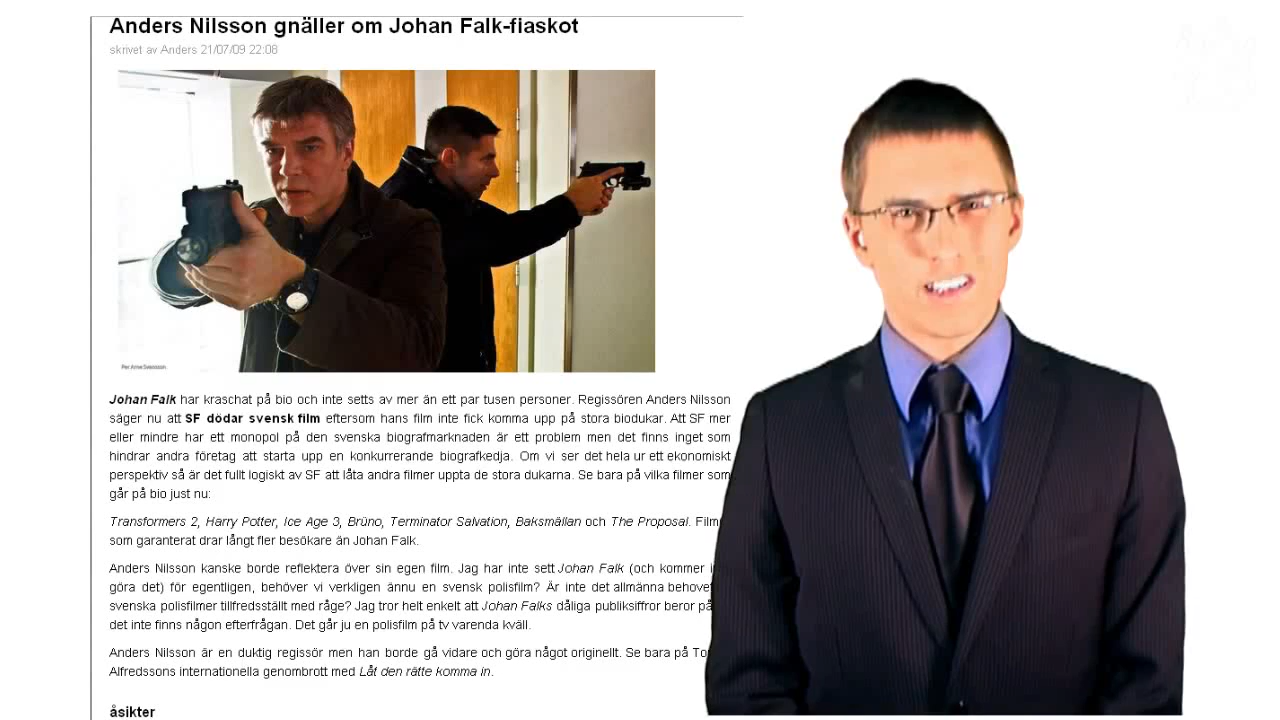 Anders Nilsson gnäller om Johan Falk-fiaskot
skrivet av Anders 21/07/09 22:08
Per Arne Svensson
Johan Falk har kraschat på bio och inte setts av mer än ett par tusen personer. Regissören Anders Nilsson
säger nu att SF dödar svensk film eftersom hans film inte fick komma upp på stora biodukar. Att SF mer
eller mindre har ett monopol på den svenska biografmarknaden är ett problem men det finns inget som
hindrar andra företag att starta upp en konkurrerande biografkedja. Om vi ser det hela ur ett ekonomiskt
perspektiv så är det fullt logiskt av SF att låta andra filmer uppta de stora dukarna. Se bara på vilka filmer som
går på bio just nu:
Transformers 2, Harry Potter, Ice Age 3, Brüno, Terminator Salvation, Baksmällan och The Proposal.
som garanterat drar långt fler besökare än Johan Falk.
Anders Nilsson kanske borde reflektera över sin egen film. Jag har inte sett Johan Falk (och kommer
göra det) för egentligen, behöver vi verkligen ännu en svensk polisfilm? Är inte det allmänna
svenska polisfilmer tillfredsställt med råge? Jag tror helt enkelt att Johan Falks dåliga publiksiffror beror
det inte finns någon efterfrågan. Det går ju en polisfilm på tv varenda kväll.
Anders Nilsson är en duktig regissör men han borde gå vidare och göra något originellt. Se bara på
Alfredssons internationella genombrott med Låt den rätte komma in.
åsikter